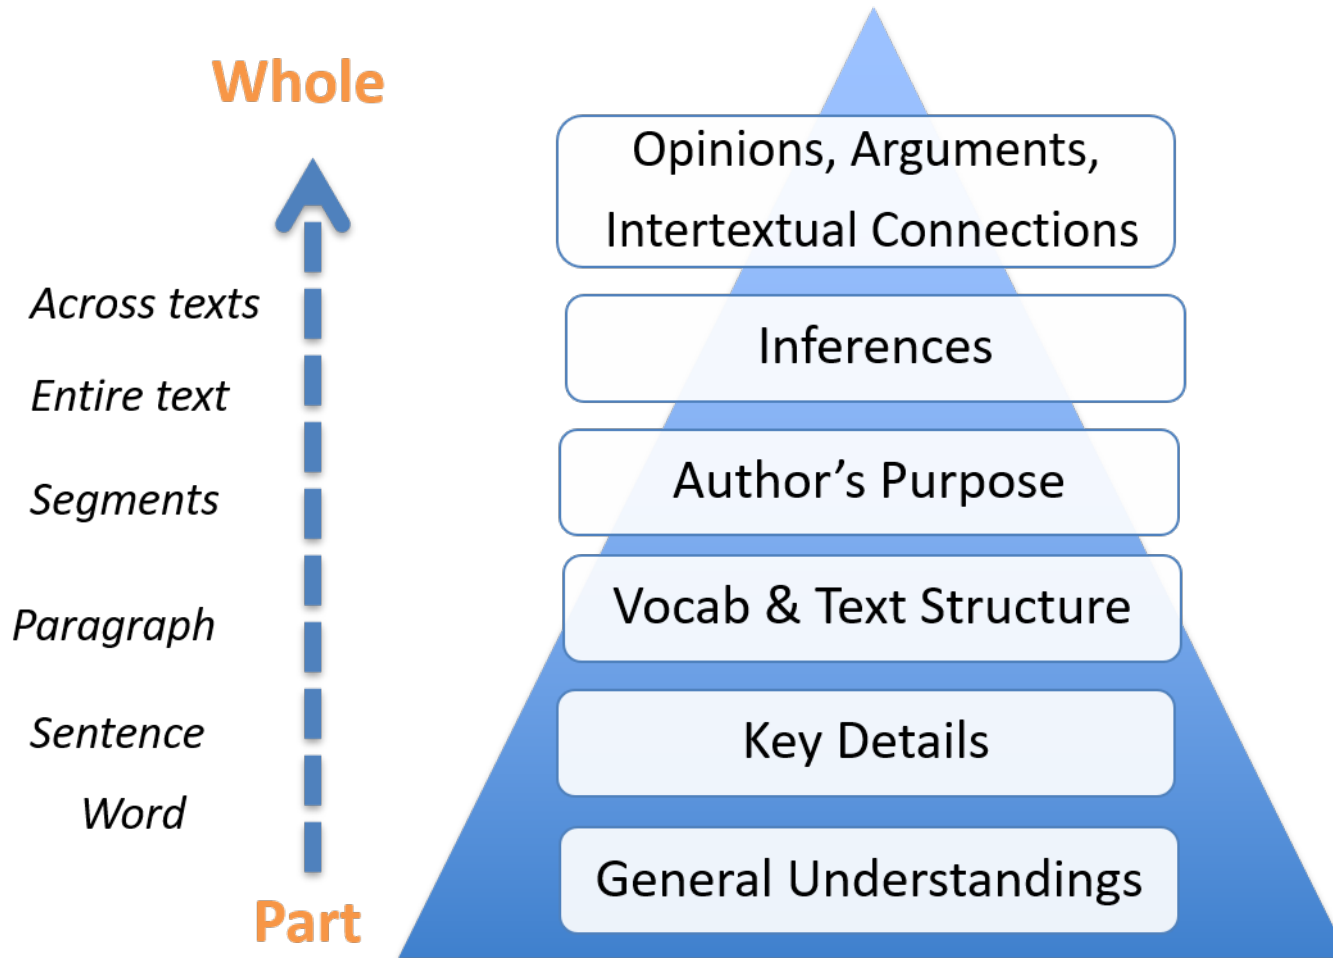 Whole
Across texts
Entire text
Segments
Paragraph
Sentence
Word
Part
Opinions, Arguments,
Intertextual Connections
Inferences
Author’s Purpose
Vocab & Text Structure
Key Details
General Understandings